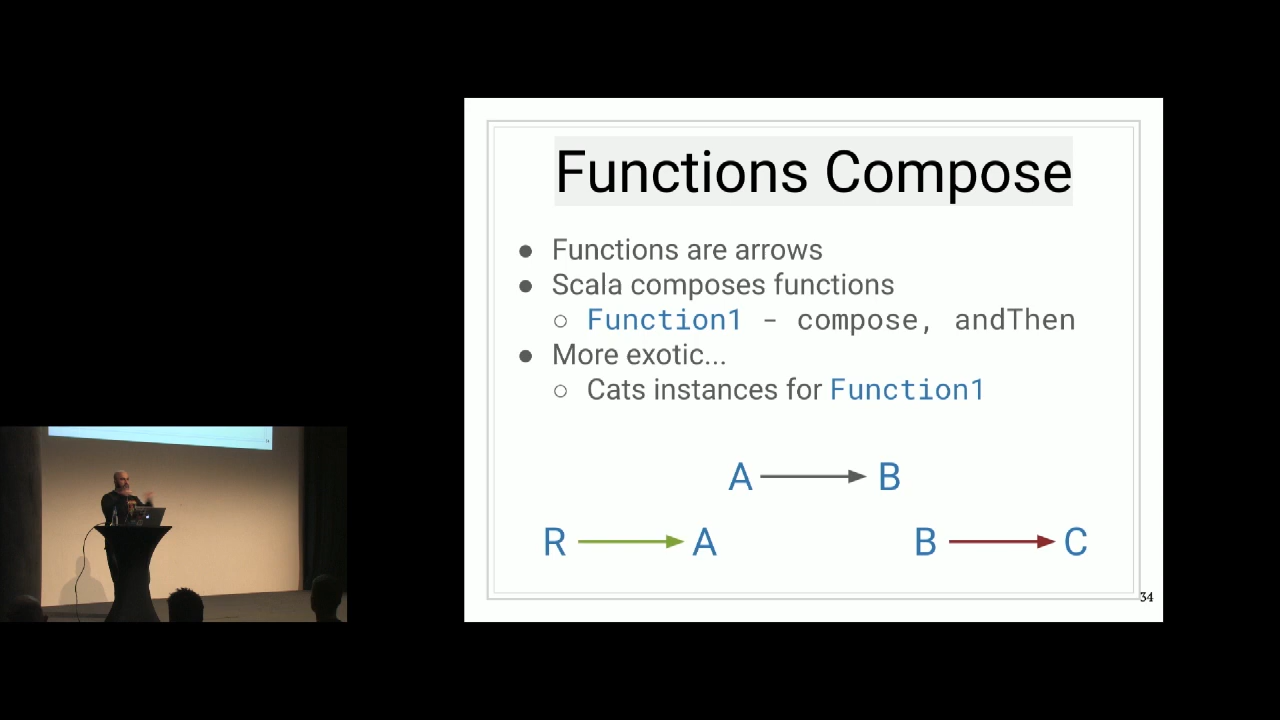 Functions Compose
● Functions are arrows
● Scala composes functions
○ Function1 - compose, andThen
● More exotic...
○ Cats instances for Function1
A B
R A B C
34